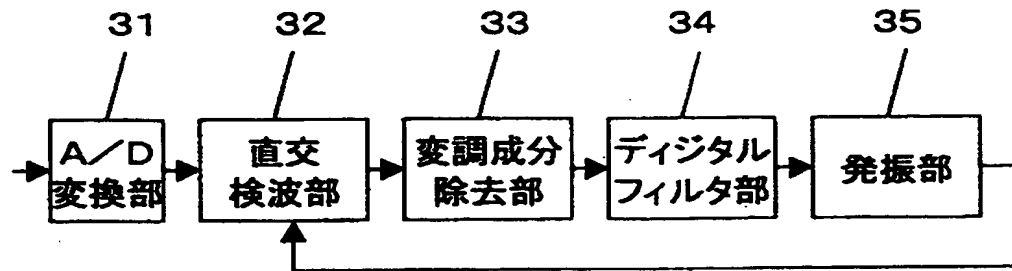 31 32 33 34 35
A/D
変換部
直交
検波部
変調成分
除去部
ディジタル
フィルタ部
発振部